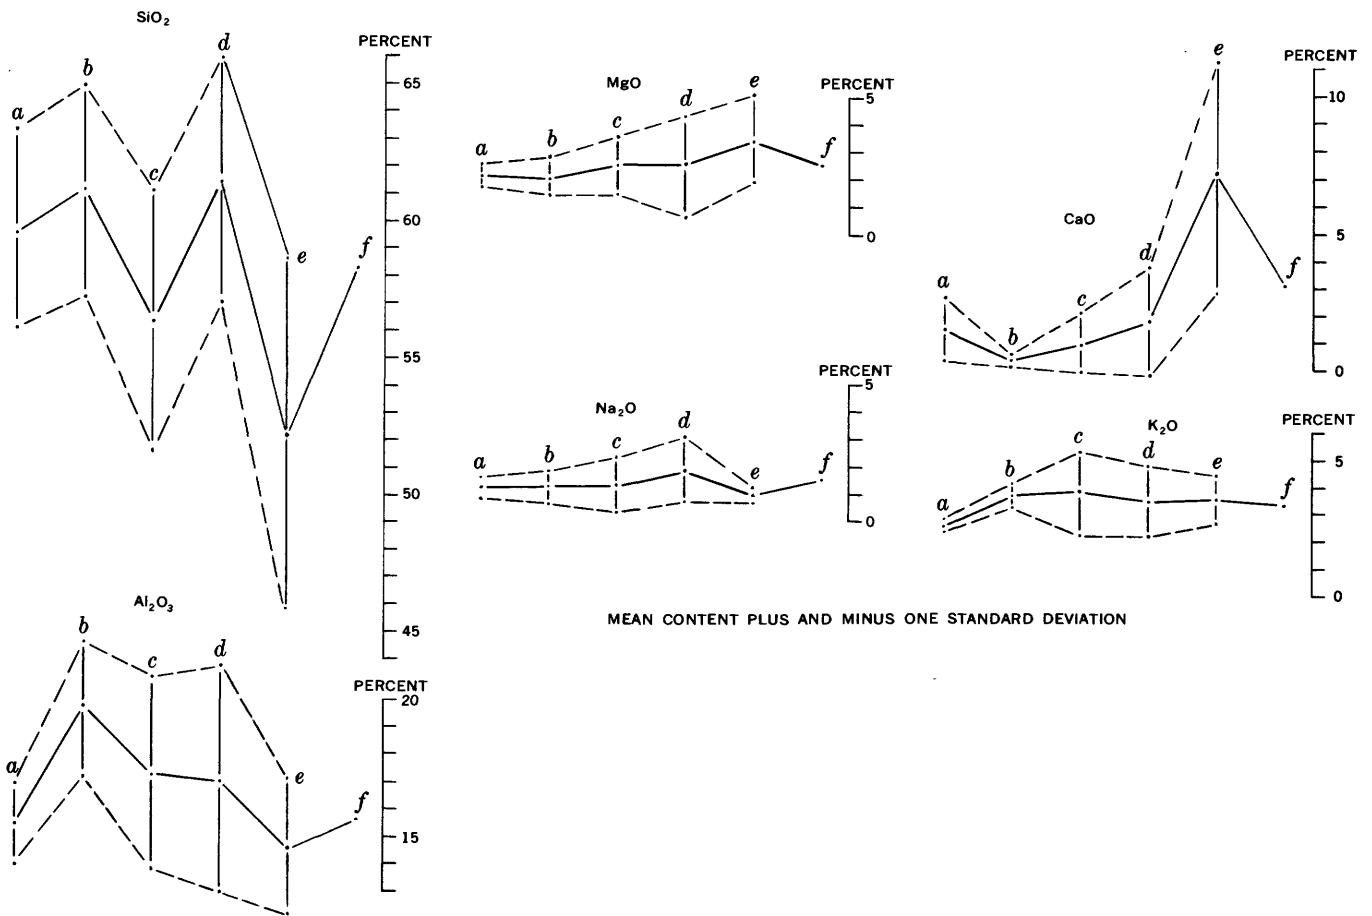 SiO₂
a
b
c
d
e
f
PERCENT
65
60
55
50
45
Al₂O₃
a
b
c
d
e
f
PERCENT
20
15
MgO
a
b
c
d
e
f
PERCENT
5
0
Na₂O
a
b
c
d
e
f
PERCENT
5
0
CaO
a
b
c
d
e
f
PERCENT
10
5
0
K₂O
a
b
c
d
e
f
PERCENT
5
0
MEAN CONTENT PLUS AND MINUS ONE STANDARD DEVIATION